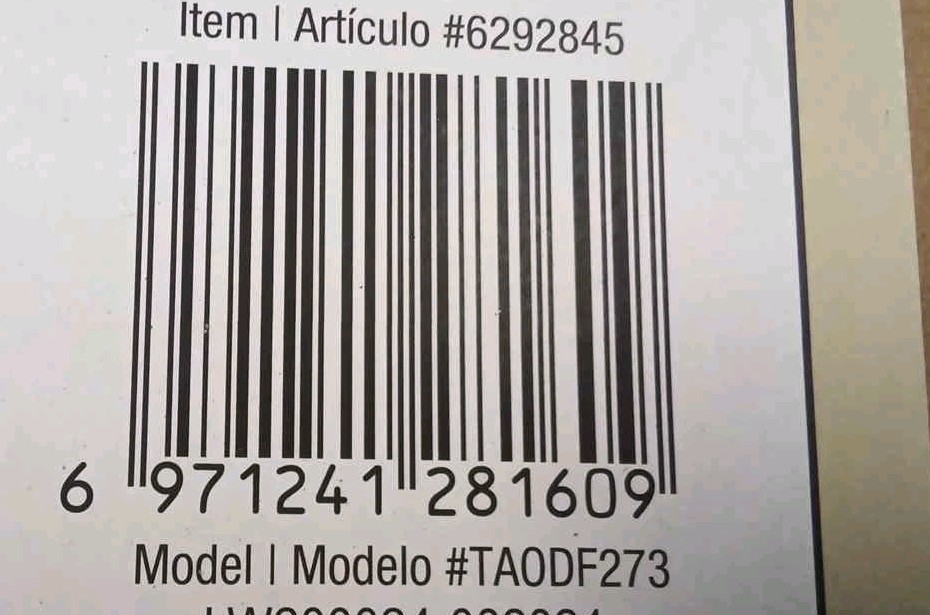 Item | Artículo #6292845
6 971241 281609
Model | Modelo #TAODF273